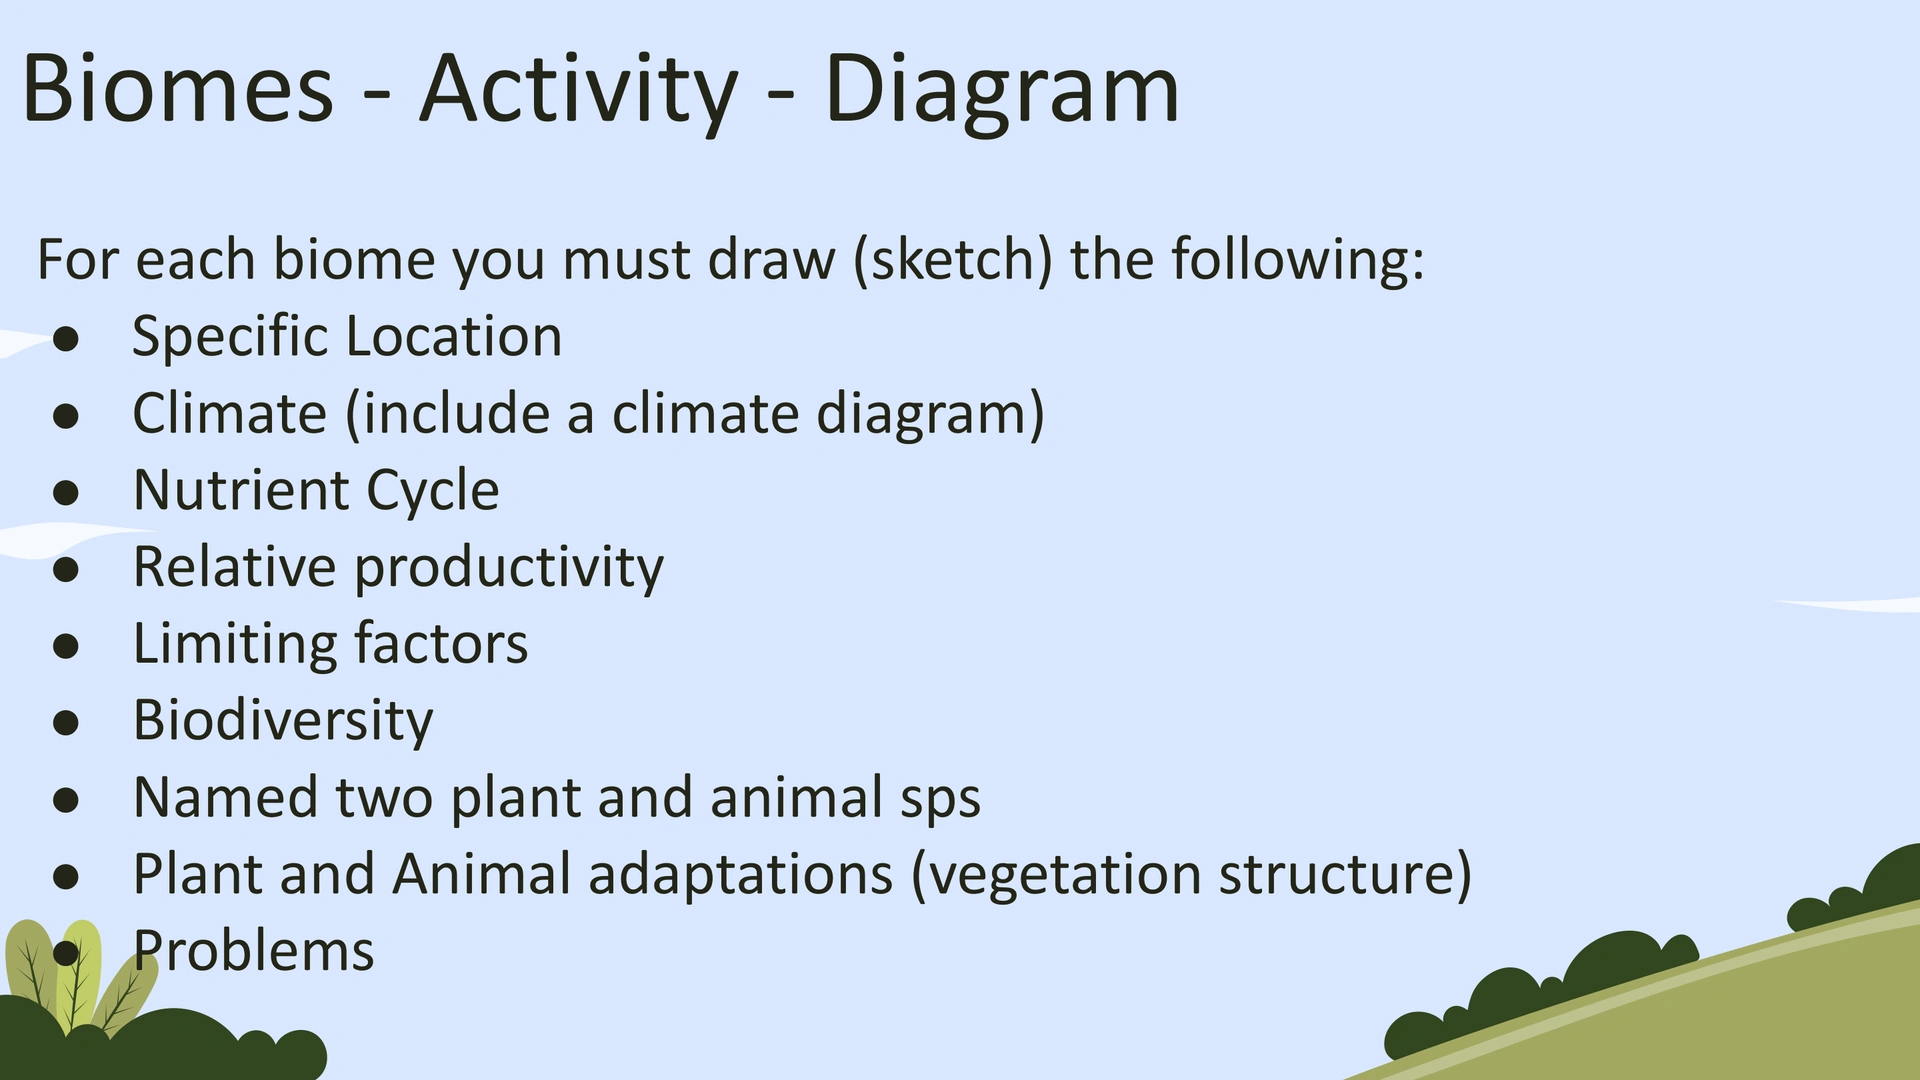 Biomes - Activity - Diagram
For each biome you must draw (sketch) the following:
● Specific Location
● Climate (include a climate diagram)
● Nutrient Cycle
● Relative productivity
● Limiting factors
● Biodiversity
● Named two plant and animal sps
● Plant and Animal adaptations (vegetation structure)
● Problems